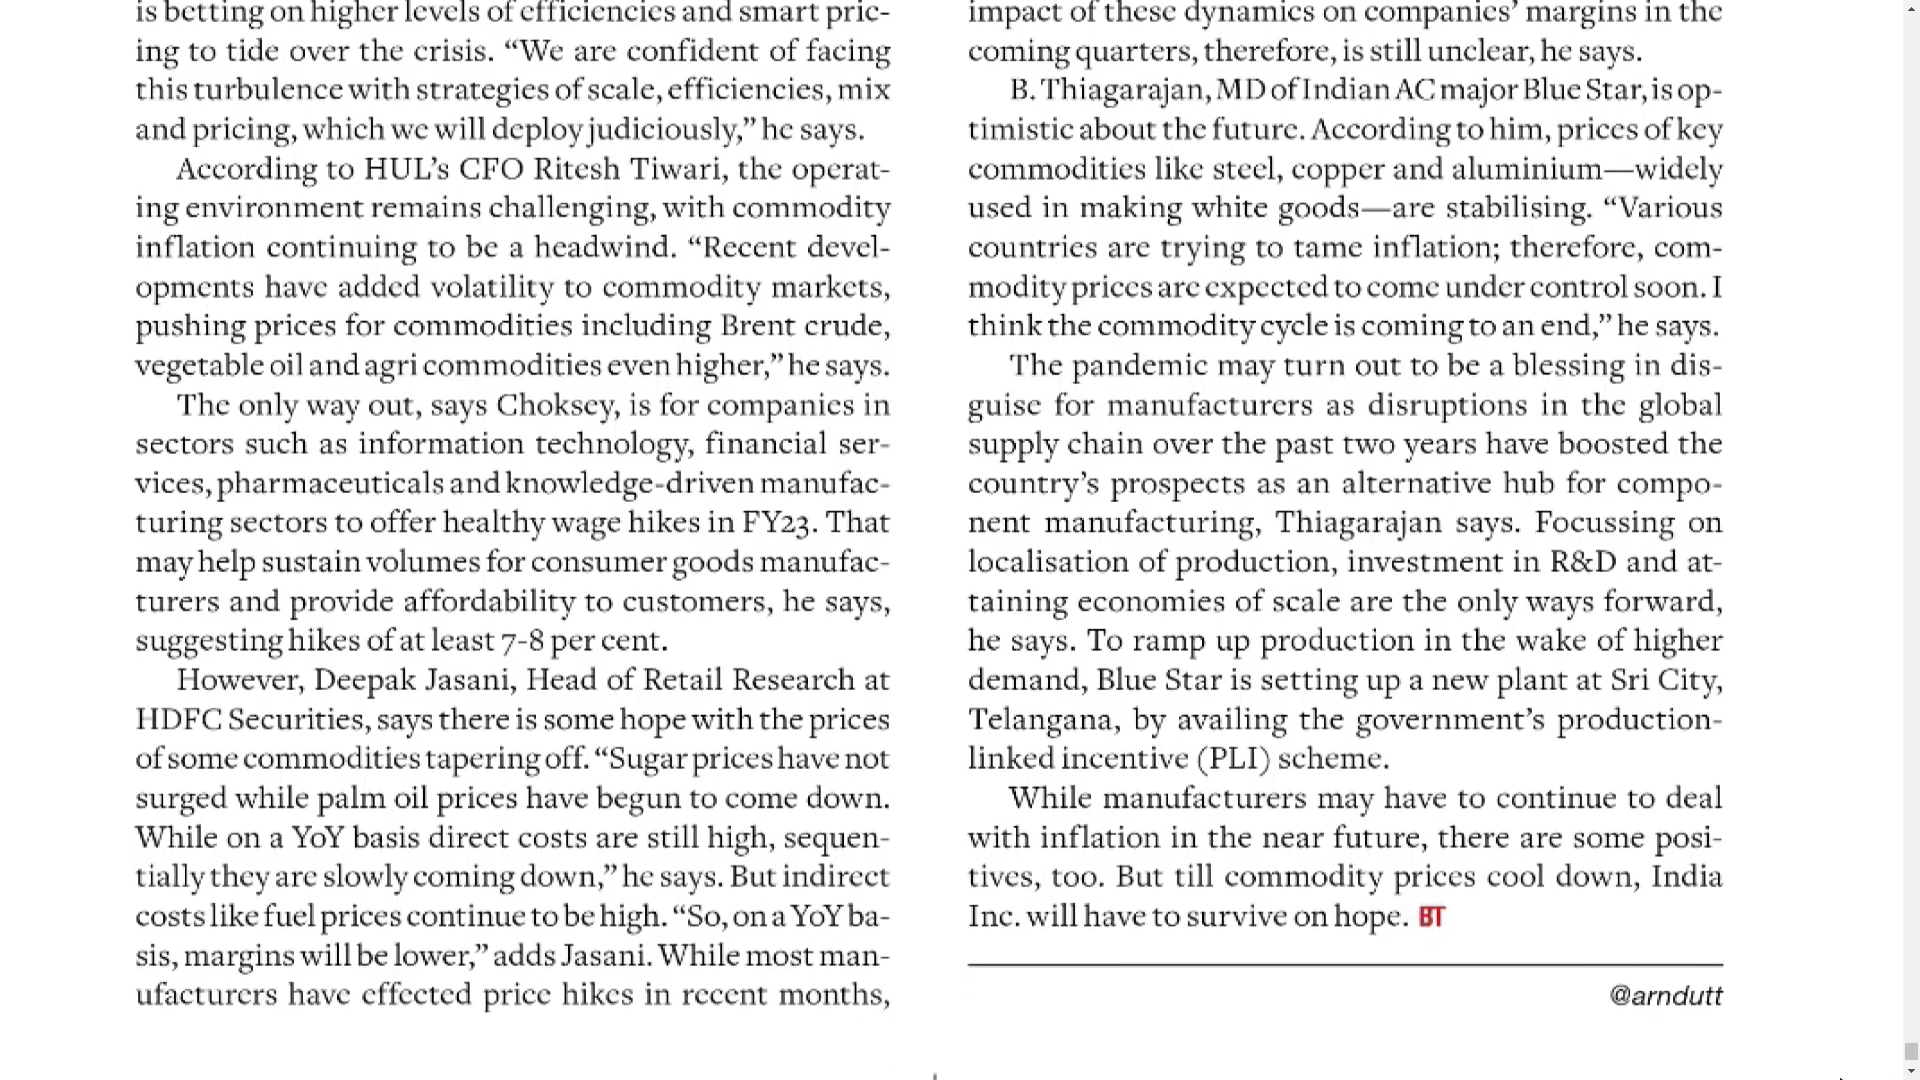 is betting on higher levels of efficiencies and smart pric-
ing to tide over the crisis. “We are confident of facing
this turbulence with strategies of scale, efficiencies, mix
and pricing, which we will deploy judiciously,” he says.
According to HUL’s CFO Ritesh Tiwari, the operat-
ing environment remains challenging, with commodity
inflation continuing to be a headwind. “Recent devel-
opments have added volatility to commodity markets,
pushing prices for commodities including Brent crude,
vegetable oil and agri commodities even higher,” he says.
The only way out, says Choksey, is for companies in
sectors such as information technology, financial ser-
vices, pharmaceuticals and knowledge-driven manufac-
turing sectors to offer healthy wage hikes in FY23. That
may help sustain volumes for consumer goods manufac-
turers and provide affordability to customers, he says,
suggesting hikes of at least 7-8 per cent.
However, Deepak Jasani, Head of Retail Research at
HDFC Securities, says there is some hope with the prices
of some commodities tapering off. “Sugar prices have not
surged while palm oil prices have begun to come down.
While on a YoY basis direct costs are still high, sequen-
tially they are slowly coming down,” he says. But indirect
costs like fuel prices continue to be high. “So, on a YoY ba-
sis, margins will be lower,” adds Jasani. While most man-
ufacturers have effected price hikes in recent months,
impact of these dynamics on companies’ margins in the
coming quarters, therefore, is still unclear, he says.
B. Thiagarajan, MD of Indian AC major Blue Star, is op-
timistic about the future. According to him, prices of key
commodities like steel, copper and aluminium—widely
used in making white goods—are stabilising. “Various
countries are trying to tame inflation; therefore, com-
modity prices are expected to come under control soon. I
think the commodity cycle is coming to an end,” he says.
The pandemic may turn out to be a blessing in dis-
guise for manufacturers as disruptions in the global
supply chain over the past two years have boosted the
country’s prospects as an alternative hub for compo-
nent manufacturing, Thiagarajan says. Focussing on
localisation of production, investment in R&D and at-
taining economies of scale are the only ways forward,
he says. To ramp up production in the wake of higher
demand, Blue Star is setting up a new plant at Sri City,
Telangana, by availing the government’s production-
linked incentive (PLI) scheme.
While manufacturers may have to continue to deal
with inflation in the near future, there are some posi-
tives, too. But till commodity prices cool down, India
Inc. will have to survive on hope. BT
@arndutt